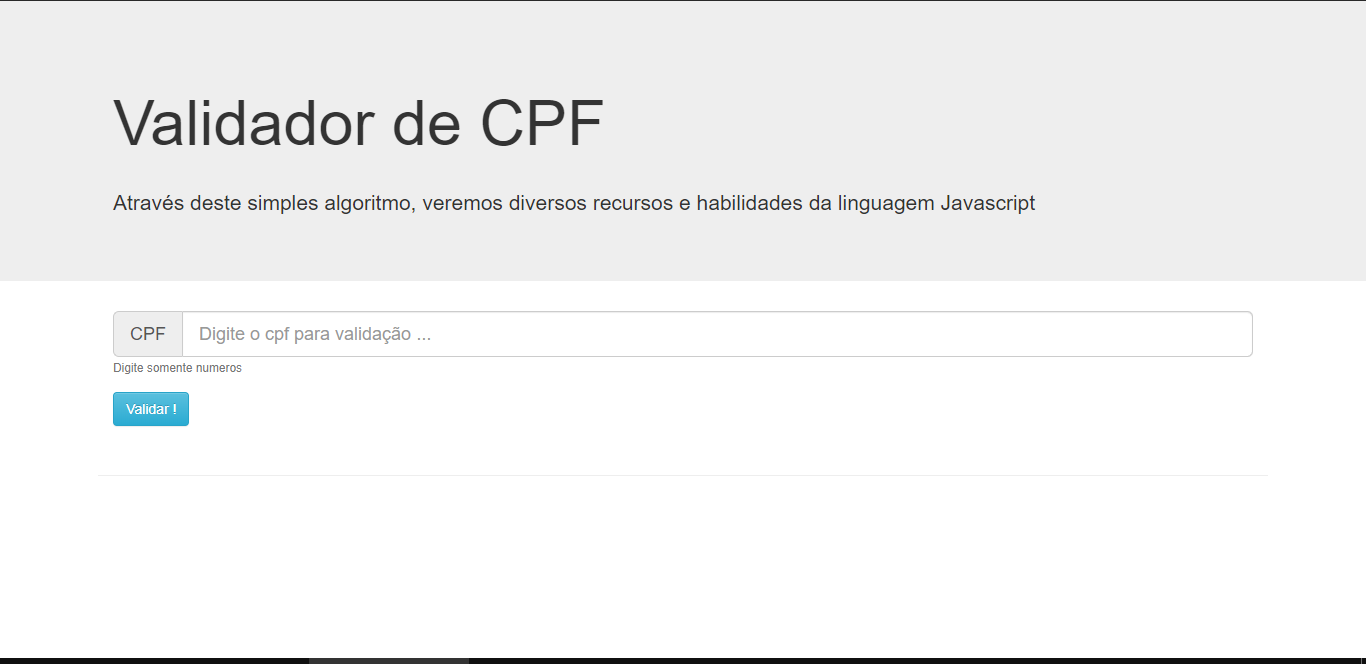 Validador de CPF
Através deste simples algoritmo, veremos diversos recursos e habilidades da linguagem Javascript
CPF Digite o cpf para validação ...
Digite somente numeros
Validar !